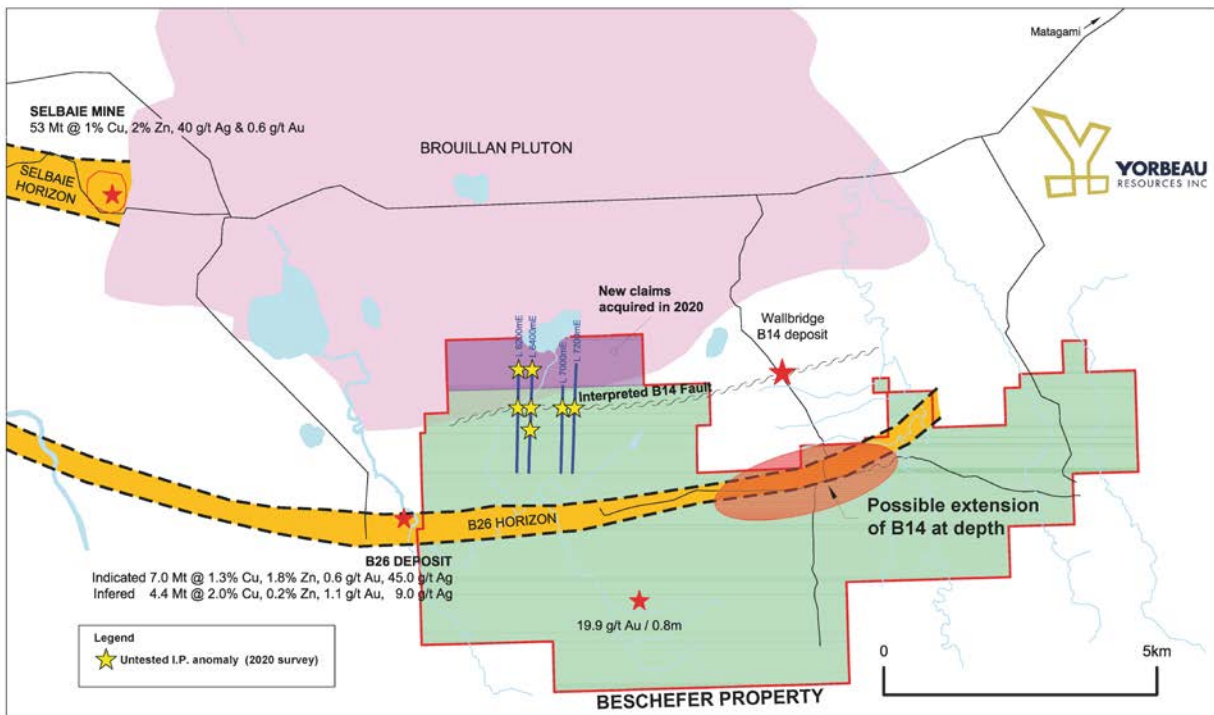 Matagami
SELBAIE MINE
53 Mt @ 1% Cu, 2% Zn, 40 g/t Ag & 0.6 g/t Au
BROUILLAN PLUTON
YORBEAU
RESOURCES INC
SELBAIE
HORIZON
New claims
acquired in 2020
Wallbridge
B14 deposit
L 6200mE
L 6400mE
L 7000mE
L 7200mE
Interpreted B14 Fault
B26 HORIZON
Possible extension
of B14 at depth
B26 DEPOSIT
Indicated 7.0 Mt @ 1.3% Cu, 1.8% Zn, 0.6 g/t Au, 45.0 g/t Ag
Infered 4.4 Mt @ 2.0% Cu, 0.2% Zn, 1.1 g/t Au, 9.0 g/t Ag
19.9 g/t Au / 0.8m
Legend
Untested I.P. anomaly (2020 survey)
0 5km
BESCHEFER PROPERTY